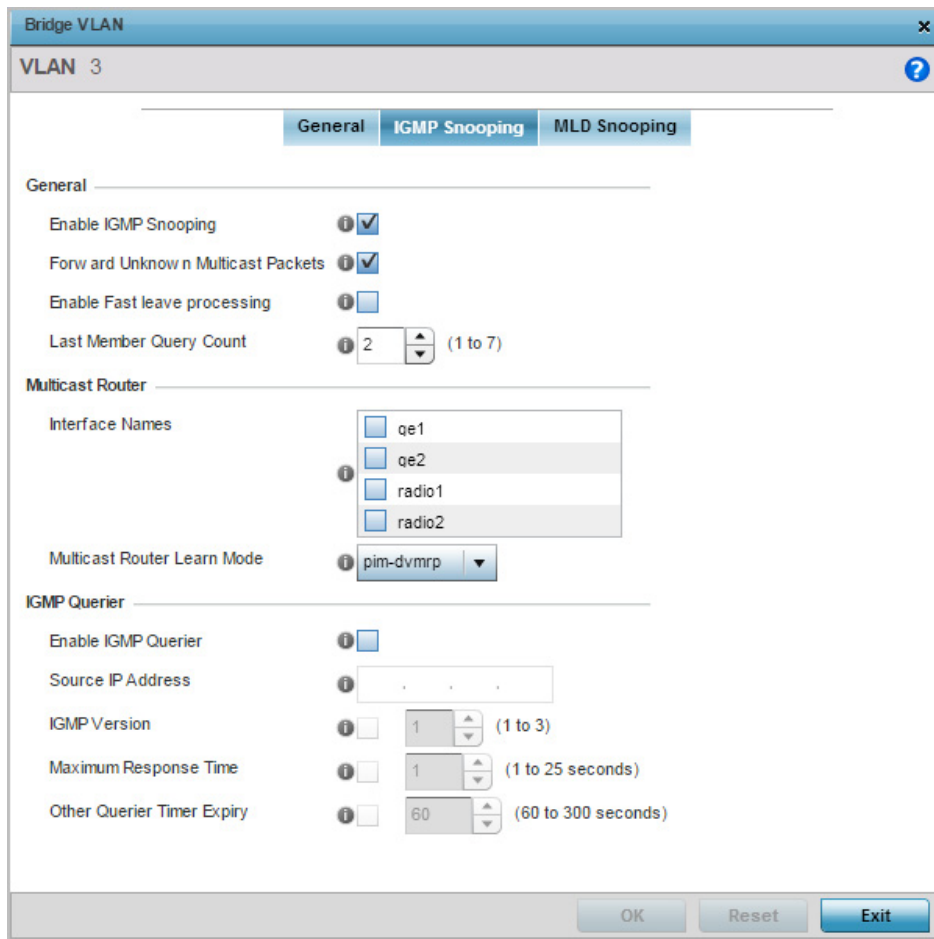 Bridge VLAN
VLAN 3
General IGMP Snooping MLD Snooping
General
Enable IGMP Snooping
Forward Unknown Multicast Packets
Enable Fast leave processing
Last Member Query Count 2 (1 to 7)
Multicast Router
Interface Names
ge1
ge2
radio1
radio2
Multicast Router Learn Mode pim-dvmrp
IGMP Querier
Enable IGMP Querier
Source IP Address . . .
IGMP Version 1 (1 to 3)
Maximum Response Time 1 (1 to 25 seconds)
Other Querier Timer Expiry 60 (60 to 300 seconds)
OK Reset Exit